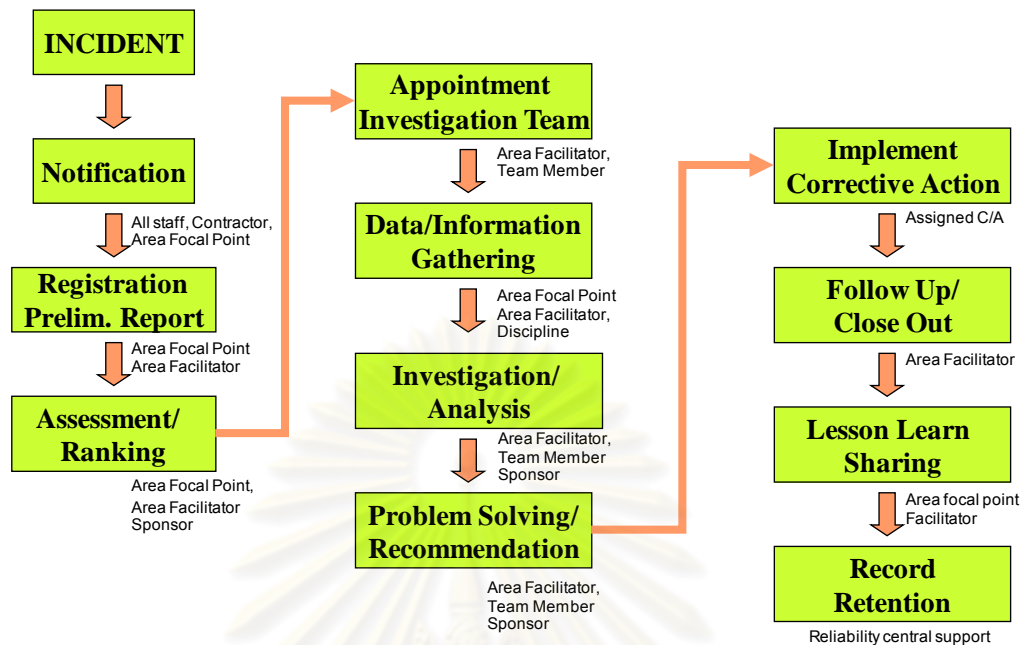 INCIDENT
Notification
All staff, Contractor,
Area Focal Point
Registration
Prelim. Report
Area Focal Point
Area Facilitator
Assessment/
Ranking
Area Focal Point,
Area Facilitator
Sponsor
Appointment
Investigation Team
Area Facilitator,
Team Member
Data/Information
Gathering
Area Focal Point
Area Facilitator,
Discipline
Investigation/
Analysis
Area Facilitator,
Team Member
Sponsor
Problem Solving/
Recommendation
Area Facilitator,
Team Member
Sponsor
Implement
Corrective Action
Assigned C/A
Follow Up/
Close Out
Area Facilitator
Lesson Learn
Sharing
Area focal point
Facilitator
Record
Retention
Reliability central support